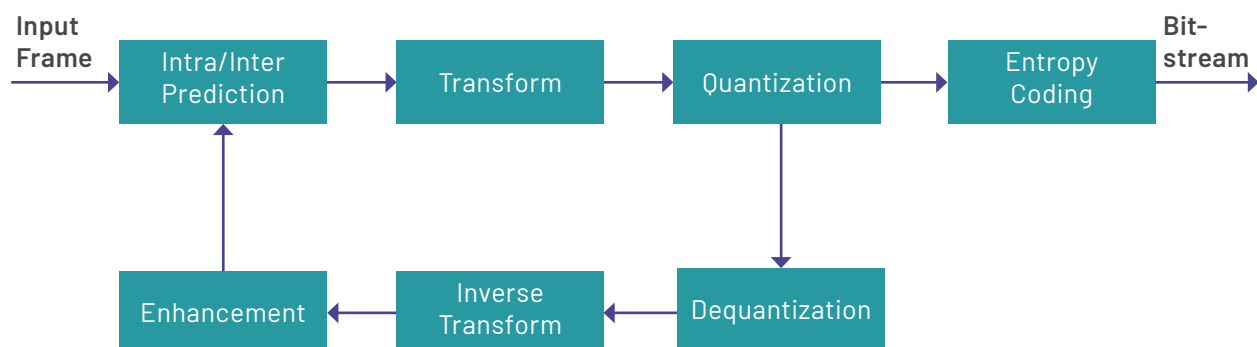 Input
Frame
Intra/Inter
Prediction
Transform
Quantization
Entropy
Coding
Bit-
stream
Enhancement
Inverse
Transform
Dequantization